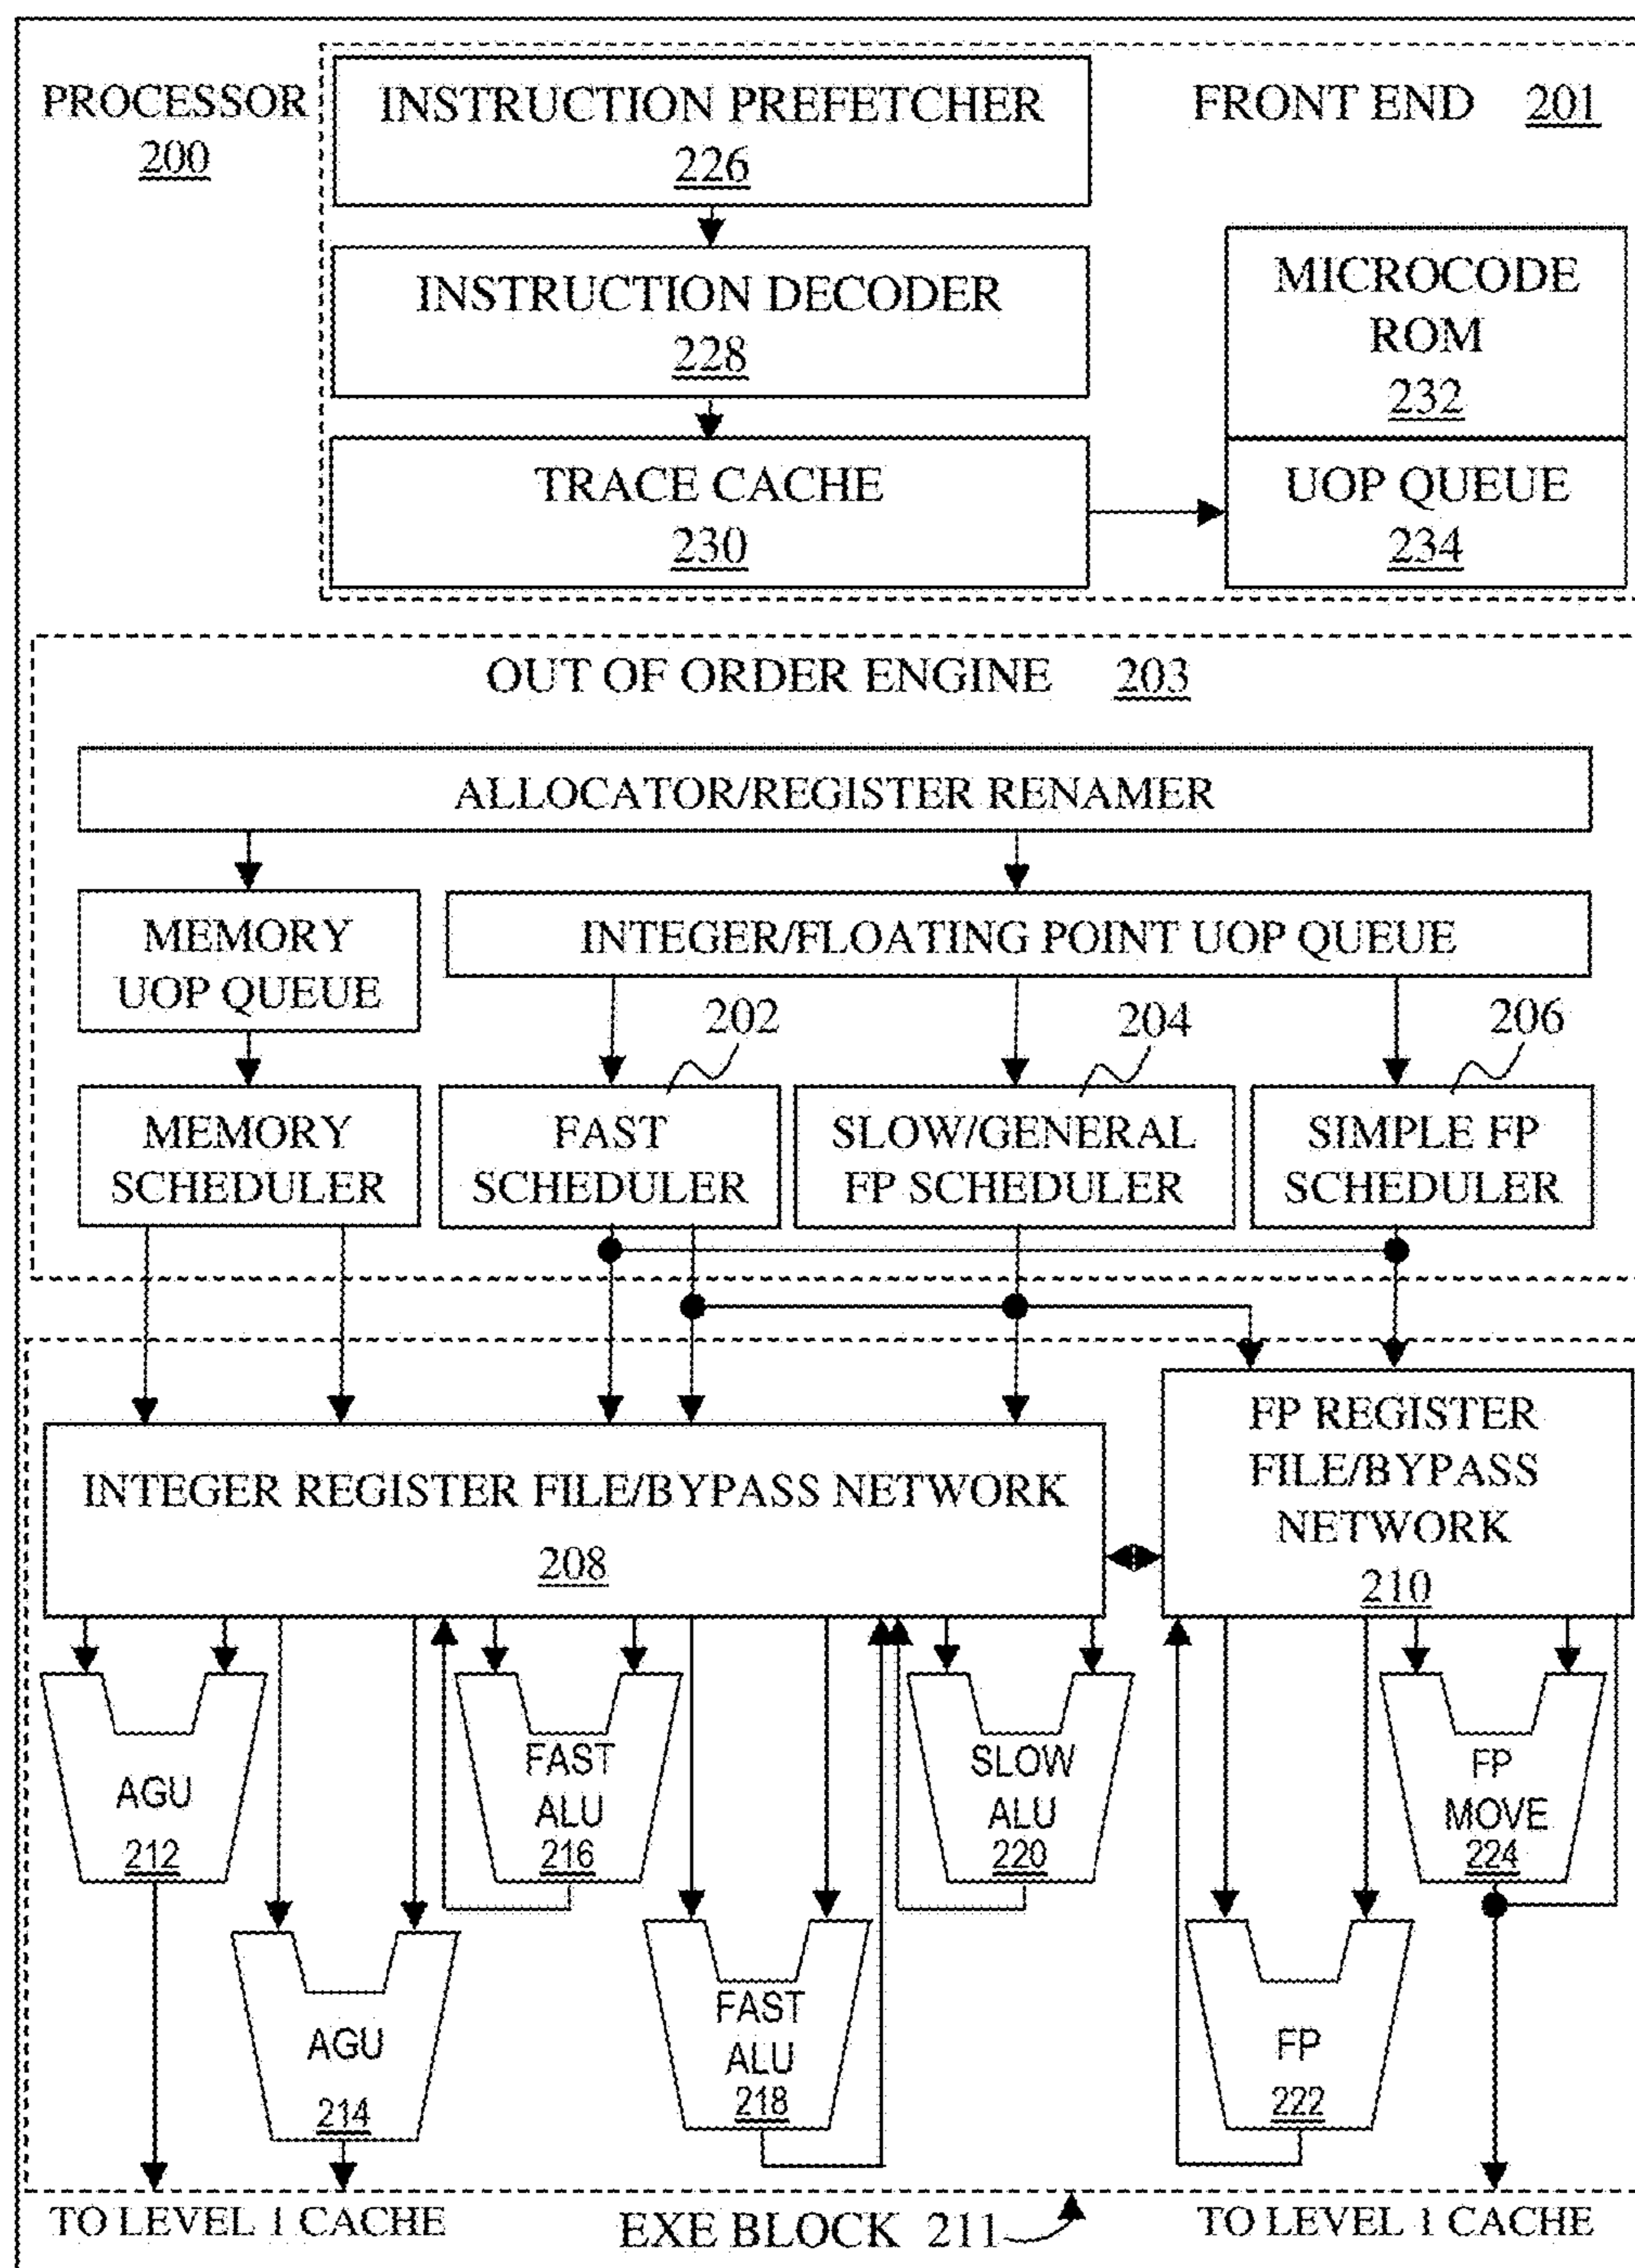 PROCESSOR
200
INSTRUCTION PREFETCHER
226
FRONT END 201
INSTRUCTION DECODER
228
MICROCODE
ROM
232
TRACE CACHE
230
UOP QUEUE
234
OUT OF ORDER ENGINE 203
ALLOCATOR/REGISTER RENAMER
MEMORY
UOP QUEUE
INTEGER/FLOATING POINT UOP QUEUE
202
204
206
MEMORY
SCHEDULER
FAST
SCHEDULER
SLOW/GENERAL
FP SCHEDULER
SIMPLE FP
SCHEDULER
INTEGER REGISTER FILE/BYPASS NETWORK
208
FP REGISTER
FILE/BYPASS
NETWORK
210
AGU
212
FAST
ALU
216
SLOW
ALU
220
FP
MOVE
224
AGU
214
FAST
ALU
218
FP
222
TO LEVEL 1 CACHE
EXE BLOCK 211
TO LEVEL 1 CACHE